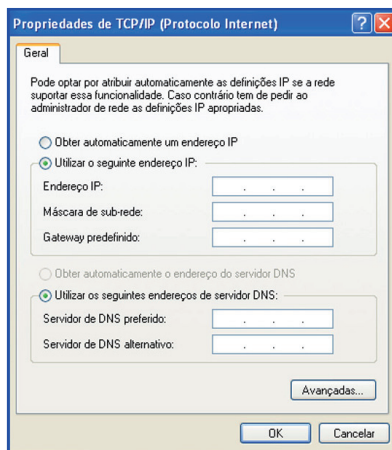 Propriedades de TCP/IP (Protocolo Internet)
Geral
Pode optar por atribuir automaticamente as definições IP se a rede
suportar essa funcionalidade. Caso contrário tem de pedir ao
administrador de rede as definições IP apropriadas.
Obter automaticamente um endereço IP
Utilizar o seguinte endereço IP:
Endereço IP:
Máscara de sub-rede:
Gateway predefinido:
Obter automaticamente o endereço do servidor DNS
Utilizar os seguintes endereços de servidor DNS:
Servidor de DNS preferido:
Servidor de DNS alternativo:
Avançadas...
OK Cancelar